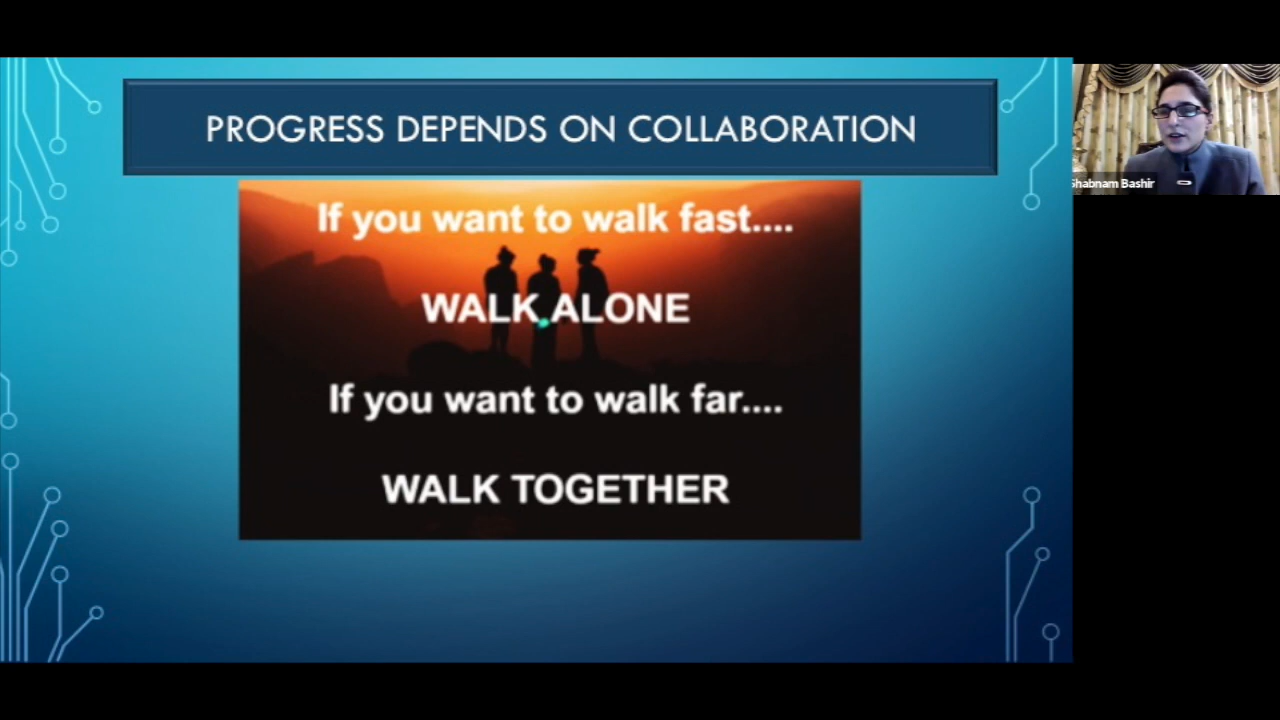 PROGRESS DEPENDS ON COLLABORATION
If you want to walk fast....
WALK ALONE
If you want to walk far....
WALK TOGETHER
Shabnam Bashir